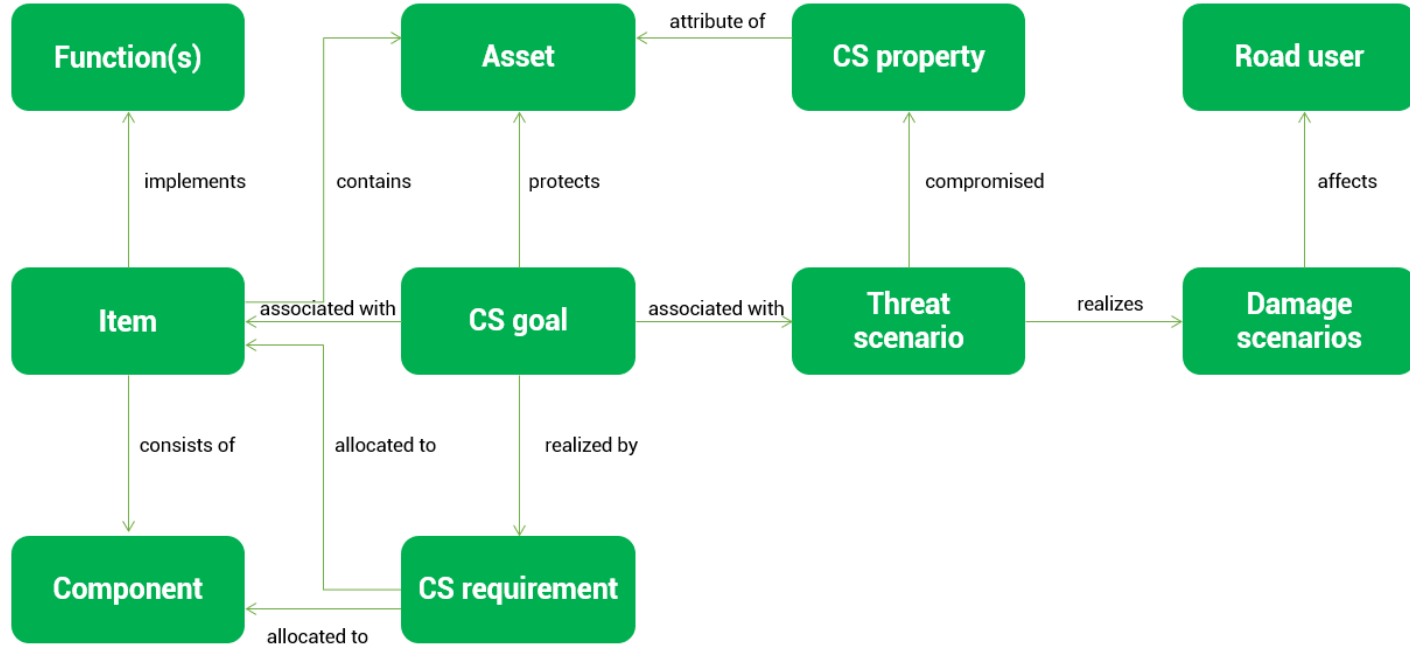 attribute of
Function(s)
Asset
CS property
Road user
implements
contains
protects
compromised
affects
Item
associated with
CS goal
associated with
Threat
scenario
realizes
Damage
scenarios
consists of
allocated to
realized by
Component
CS requirement
allocated to